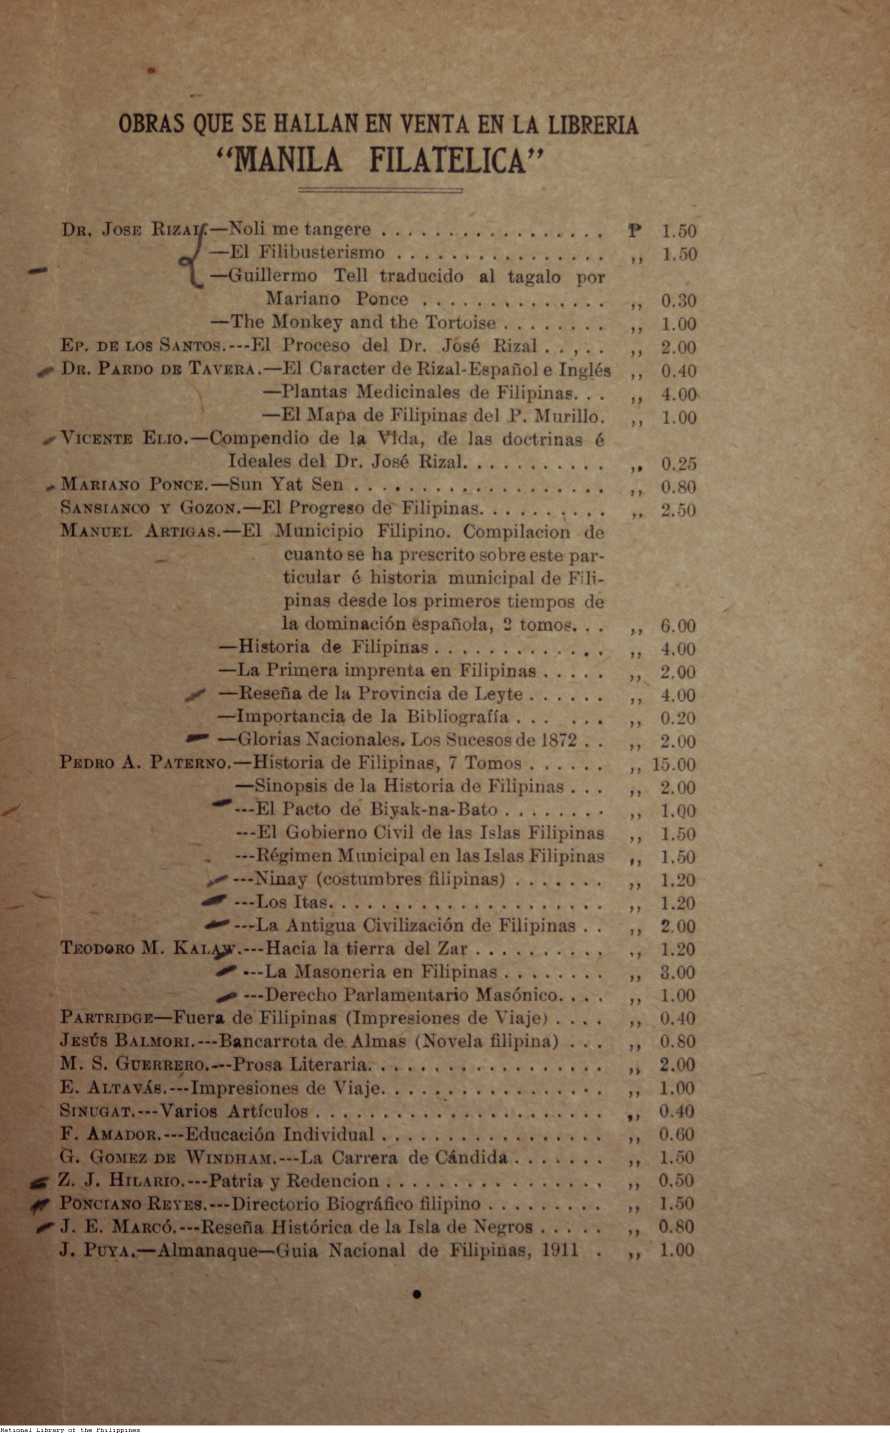 OBRAS QUE SE HALLAN EN VENTA EN LA LIBRERIA
“MANILA FILATELICA”
DR. JOSE RIZAL.—Noli me tangere . . . . . . . . . . . . . . . . . ₱ 1.50
—El Filibusterismo . . . . . . . . . . . . . . . . ,, 1.50
—Guillermo Tell traducido al tagalo por
Mariano Ponce . . . . . . . . . . . . . . ,, 0.30
—The Monkey and the Tortoise . . . . . . . . ,, 1.00
EP. DE LOS SANTOS.---El Proceso del Dr. José Rizal . . , . . ,, 2.00
DR. PARDO DE TAVERA.—El Caracter de Rizal-Español e Inglés ,, 0.40
—Plantas Medicinales de Filipinas. . . ,, 4.00
—El Mapa de Filipinas del P. Murillo. ,, 1.00
VICENTE ELIO.—Compendio de la Vida, de las doctrinas é
Ideales del Dr. José Rizal. . . . . . . . . . . ,, 0.25
MARIANO PONCE.—Sun Yat Sen . . . . . . . . . . . . . . . . . . . ,, 0.80
SANSIANCO Y GOZON.—El Progreso de Filipinas. . . . . . . . . . ,, 2.50
MANUEL ARTIGAS.—El Municipio Filipino. Compilacion de
cuanto se ha prescrito sobre este par-
ticular é historia municipal de Fili-
pinas desde los primeros tiempos de
la dominación española, 2 tomos. . . ,, 6.00
—Historia de Filipinas . . . . . . . . . . . . . ,, 4.00
—La Primera imprenta en Filipinas . . . . . ,, 2.00
—Reseña de la Provincia de Leyte . . . . . . ,, 4.00
—Importancia de la Bibliografía . . . . . . ,, 0.20
—Glorias Nacionales. Los Sucesos de 1872 . . ,, 2.00
PEDRO A. PATERNO.—Historia de Filipinas, 7 Tomos . . . . . . ,, 15.00
—Sinopsis de la Historia de Filipinas . . . ,, 2.00
---El Pacto de Biyak-na-Bato . . . . . . . . ,, 1.00
---El Gobierno Civil de las Islas Filipinas ,, 1.50
---Régimen Municipal en las Islas Filipinas ,, 1.50
---Ninay (costumbres filipinas) . . . . . . . ,, 1.20
---Los Itas. . . . . . . . . . . . . . . . . . . . . ,, 1.20
---La Antigua Civilización de Filipinas . . ,, 2.00
TEODORO M. KALAW.---Hacia la tierra del Zar . . . . . . . . . . ., 1.20
---La Masoneria en Filipinas . . . . . . . . ,, 3.00
---Derecho Parlamentario Masónico. . . . ,, 1.00
PARTRIDGE—Fuera de Filipinas (Impresiones de Viaje) . . . . ,, 0.40
JESÚS BALMORI.---Bancarrota de Almas (Novela filipina) . . . ,, 0.80
M. S. GUERRERO.---Prosa Literaria. . . . . . . . . . . . . . . . . . ,, 2.00
E. ALTAVÁS.---Impresiones de Viaje. . . . . . . . . . . . . . . . . ,, 1.00
SINUGAT.---Varios Artículos . . . . . . . . . . . . . . . . . . . . . . ,, 0.40
F. AMADOR.---Educación Individual . . . . . . . . . . . . . . . . . ,, 0.60
G. GOMEZ DE WINDHAM.---La Carrera de Cándida . . . . . . . ,, 1.50
Z. J. HILARIO.---Patria y Redencion . . . . . . . . . . . . . . . . . ,, 0.50
PONCIANO REYES.---Directorio Biográfico filipino . . . . . . . . . ,, 1.50
J. E. MARCÓ.---Reseña Histórica de la Isla de Negros . . . . . ,, 0.80
J. PUYA.—Almanaque—Guia Nacional de Filipinas, 1911 . ,, 1.00
National Library of the Philippines